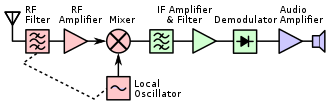 RF
Filter
RF
Amplifier
Mixer
IF Amplifier
& Filter
Demodulator
Audio
Amplifier
Local
Oscillator